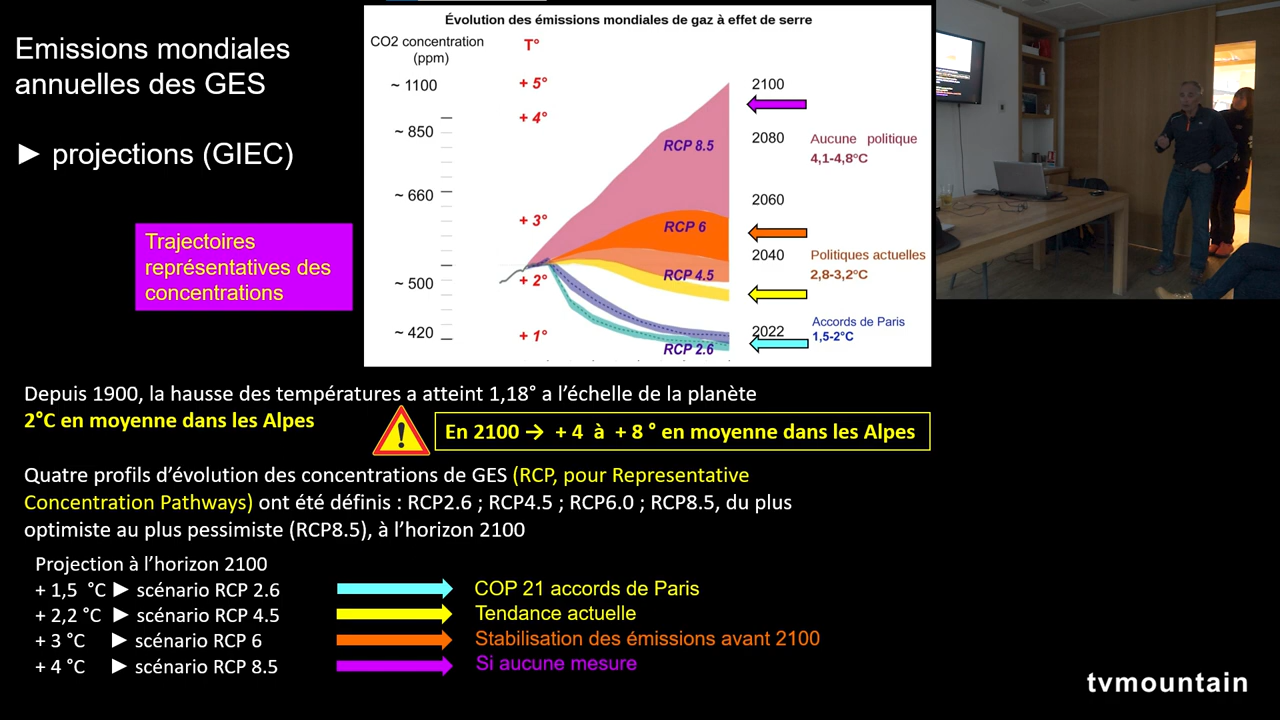 Emissions mondiales
annuelles des GES
► projections (GIEC)
Trajectoires
représentatives des
concentrations
Évolution des émissions mondiales de gaz à effet de serre
CO2 concentration
(ppm)
T°
~ 1100
+ 5°
2100
+ 4°
~ 850
2080
Aucune politique
4,1-4,8°C
RCP 8.5
~ 660
2060
+ 3°
RCP 6
2040
Politiques actuelles
2,8-3,2°C
RCP 4.5
~ 500
+ 2°
Accords de Paris
1,5-2°C
~ 420
+ 1°
2022
RCP 2.6
Depuis 1900, la hausse des températures a atteint 1,18° a l’échelle de la planète
2°C en moyenne dans les Alpes
En 2100 → + 4 à + 8 ° en moyenne dans les Alpes
Quatre profils d’évolution des concentrations de GES (RCP, pour Representative
Concentration Pathways) ont été définis : RCP2.6 ; RCP4.5 ; RCP6.0 ; RCP8.5, du plus
optimiste au plus pessimiste (RCP8.5), à l’horizon 2100
Projection à l’horizon 2100
+ 1,5 °C ► scénario RCP 2.6
COP 21 accords de Paris
+ 2,2 °C ► scénario RCP 4.5
Tendance actuelle
+ 3 °C ► scénario RCP 6
Stabilisation des émissions avant 2100
+ 4 °C ► scénario RCP 8.5
Si aucune mesure
tvmountain